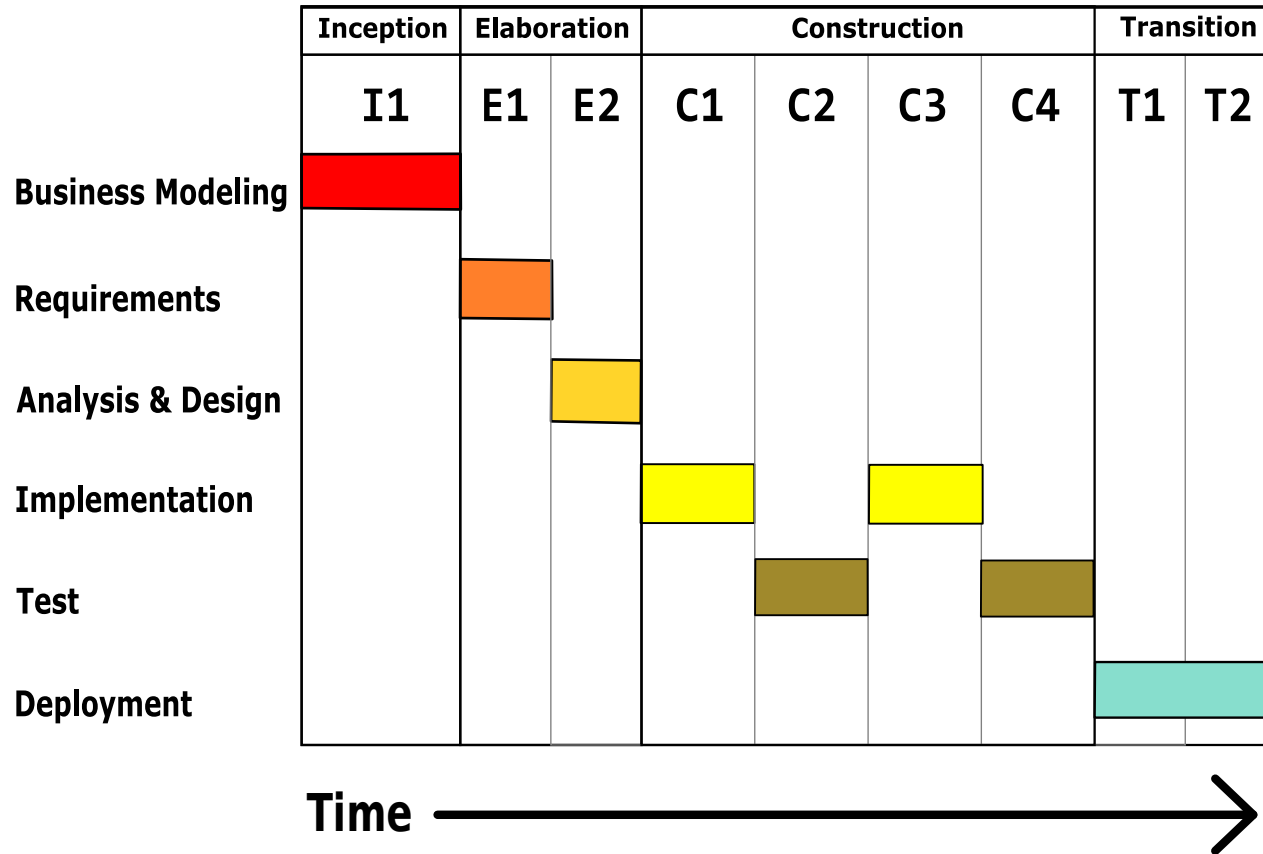 Inception Elaboration Construction Transition
I1 E1 E2 C1 C2 C3 C4 T1 T2
Business Modeling
Requirements
Analysis & Design
Implementation
Test
Deployment
Time